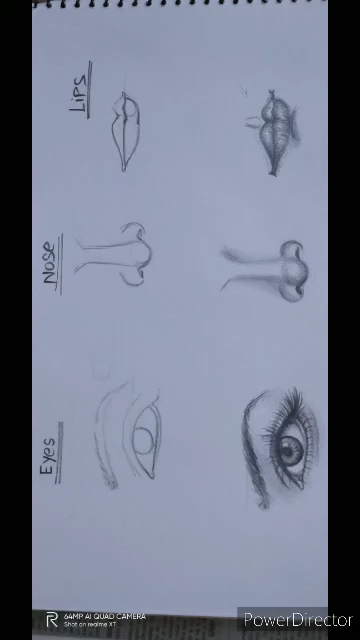 Lips
Nose
Eyes
64MP AI QUAD CAMERA
Shot on realme XT
PowerDirector